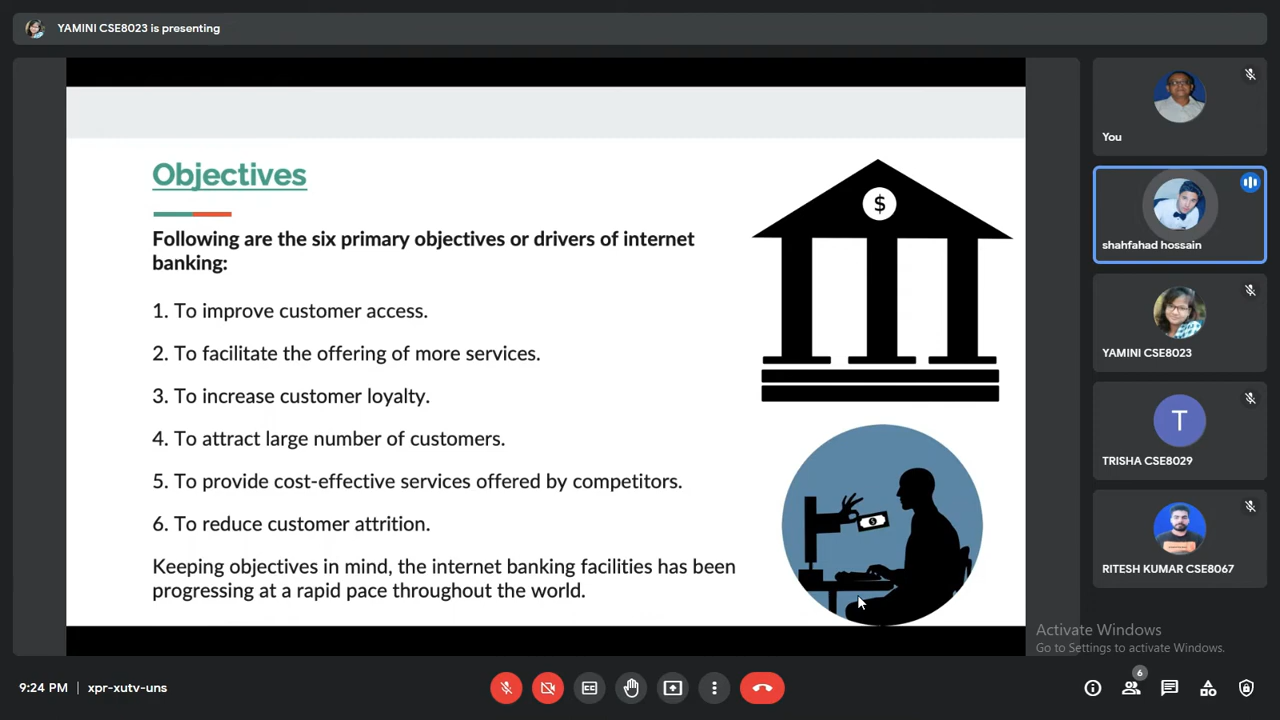 YAMINI CSE8023 is presenting
Objectives
Following are the six primary objectives or drivers of internet
banking:
1. To improve customer access.
2. To facilitate the offering of more services.
3. To increase customer loyalty.
4. To attract large number of customers.
5. To provide cost-effective services offered by competitors.
6. To reduce customer attrition.
Keeping objectives in mind, the internet banking facilities has been
progressing at a rapid pace throughout the world.
$
$
You
shahfahad hossain
YAMINI CSE8023
T
TRISHA CSE8029
RITESH KUMAR CSE8067
Activate Windows
Go to Settings to activate Windows.
9:24 PM | xpr-xutv-uns
6